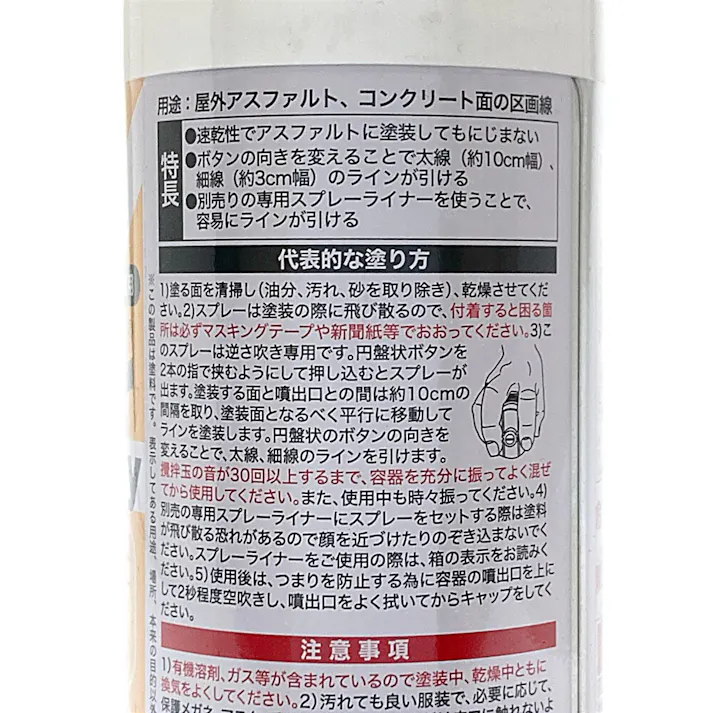 用途：屋外アスファルト、コンクリート面の区画線
特長
●速乾性でアスファルトに塗装してもにじまない
●ボタンの向きを変えることで太線（約10cm幅）、
細線（約3cm幅）のラインが引ける
●別売りの専用スプレーライナーを使うことで、
容易にラインが引ける
代表的な塗り方
1)塗る面を清掃し（油分、汚れ、砂を取り除き）、乾燥させてくだ
さい。2)スプレーは塗装の際に飛び散るので、付着すると困る箇
所は必ずマスキングテープや新聞紙等でおおってください。3)こ
のスプレーは逆さ吹き専用です。円盤状ボタンを
2本の指で挟むようにして押し込むとスプレーが
出ます。塗装する面と噴出口との間は約10cmの
間隔を取り、塗装面となるべく平行に移動して
ラインを塗装します。円盤状のボタンの向きを
変えることで、太線、細線のラインを引けます。
攪拌玉の音が30回以上するまで、容器を充分に振ってよく混ぜ
てから使用してください。また、使用中も時々振ってください。4)
別売の専用スプレーライナーにスプレーをセットする際は塗料
が飛び散る恐れがあるので顔を近づけたりのぞき込まないでく
ださい。スプレーライナーをご使用の際は、箱の表示をお読みく
ださい。5)使用後は、つまりを防止する為に容器の噴出口を上に
して2秒程度空吹きし、噴出口をよく拭いてからキャップをしてく
ださい。
注意事項
1)有機溶剤、ガス等が含まれているので塗装中、乾燥中ともに
換気をよくしてください。2)汚れても良い服装で、必要に応じて、
※この製品は塗料です。表示してある用途、場所、本来の目的以外